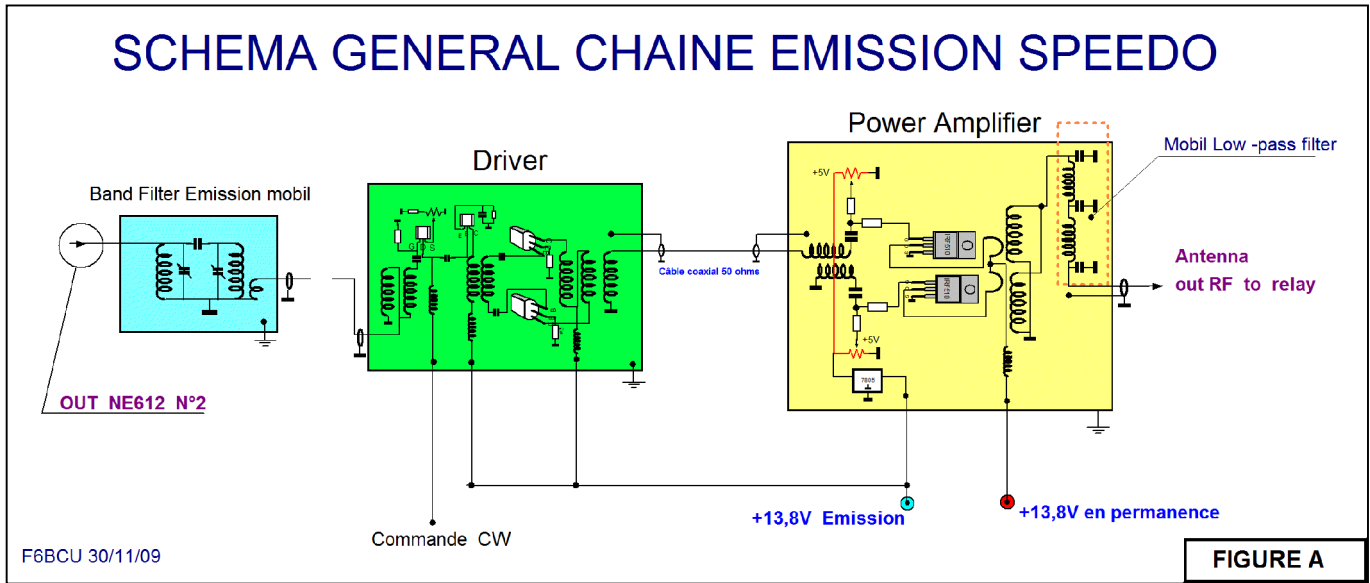 SCHEMA GENERAL CHAINE EMISSION SPEEDO
Power Amplifier
Mobil Low -pass filter
Driver
Band Filter Emission mobil
+5V
G D S
E B C
IRF510
IRF510
Câble coaxial 50 ohms
Antenna
out RF to relay
+5V
7805
OUT NE612 N°2
+13,8V Emission
+13,8V en permanence
Commande CW
F6BCU 30/11/09
FIGURE A